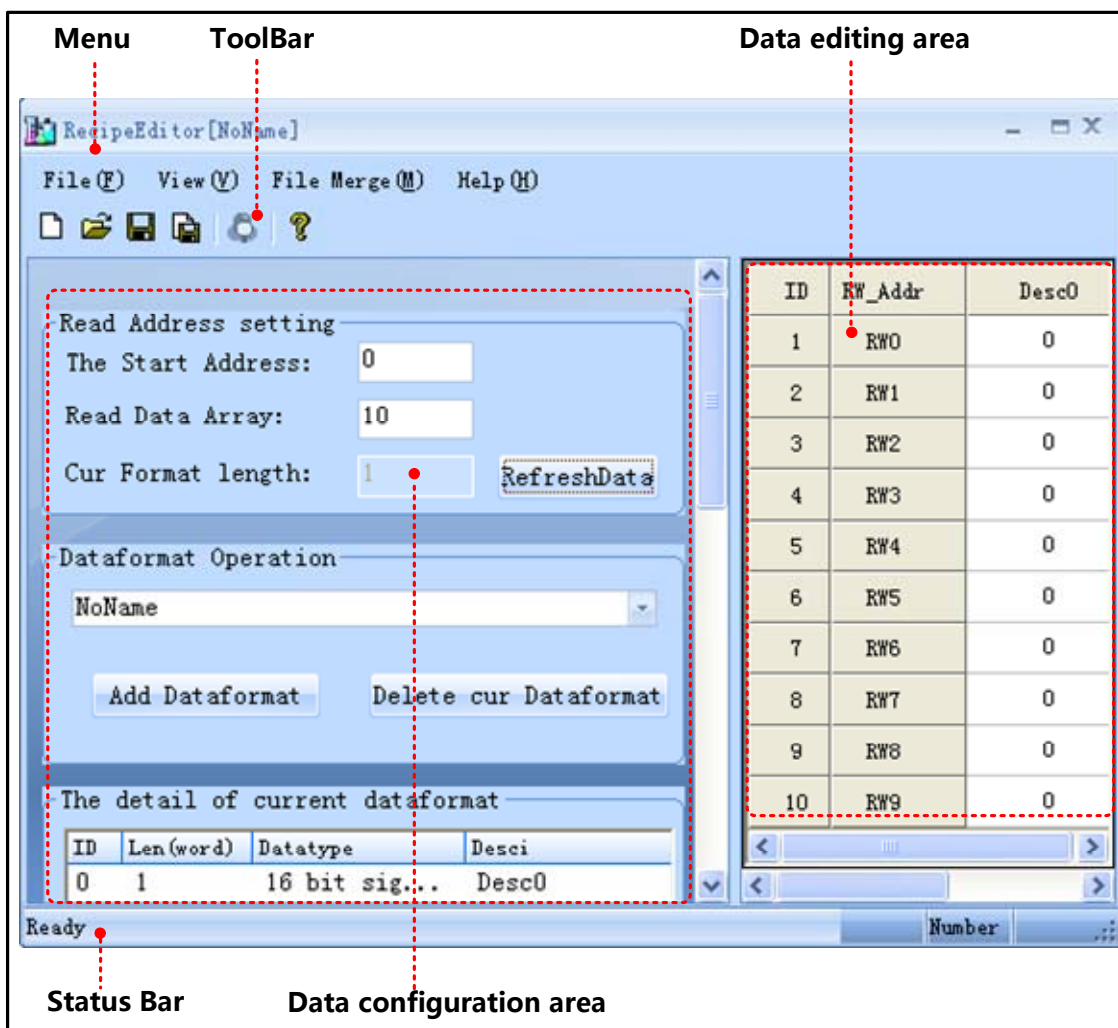 Menu ToolBar Data editing area
RecipeEditor[NoName]
File(F) View(V) File Merge(M) Help(H)
Read Address setting
The Start Address: 0
Read Data Array: 10
Cur Format length: 1 RefreshData
Dataformat Operation
NoName
Add Dataformat Delete cur Dataformat
The detail of current dataformat
ID Len(word) Datatype Desci
0 1 16 bit sig... Desc0
ID RW_Addr Desc0
1 RW0 0
2 RW1 0
3 RW2 0
4 RW3 0
5 RW4 0
6 RW5 0
7 RW6 0
8 RW7 0
9 RW8 0
10 RW9 0
Ready Number
Status Bar Data configuration area